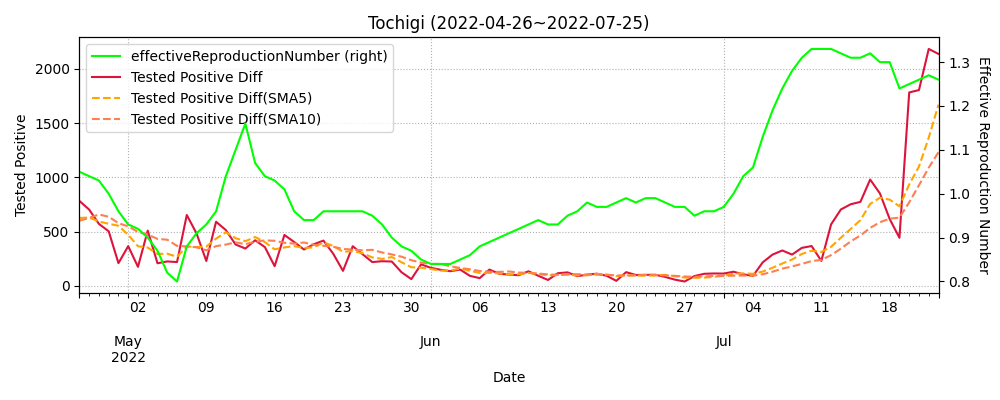 Tochigi (2022-04-26~2022-07-25)
effectiveReproductionNumber (right)
Tested Positive Diff
Tested Positive Diff(SMA5)
Tested Positive Diff(SMA10)
Tested Positive
2000
1500
1000
500
0
Effective Reproduction Number
1.3
1.2
1.1
1.0
0.9
0.8
02 09 16 23 30 06 13 20 27 04 11 18
May Jun Jul
2022
Date